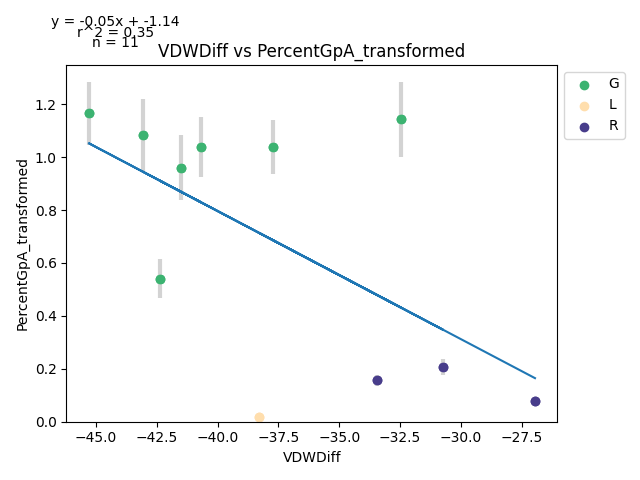 y = -0.05x + -1.14
r^2 = 0.35
n = 11
VDWDiff vs PercentGpA_transformed
G
L
R
PercentGpA_transformed
1.2
1.0
0.8
0.6
0.4
0.2
0.0
−45.0 −42.5 −40.0 −37.5 −35.0 −32.5 −30.0 −27.5
VDWDiff